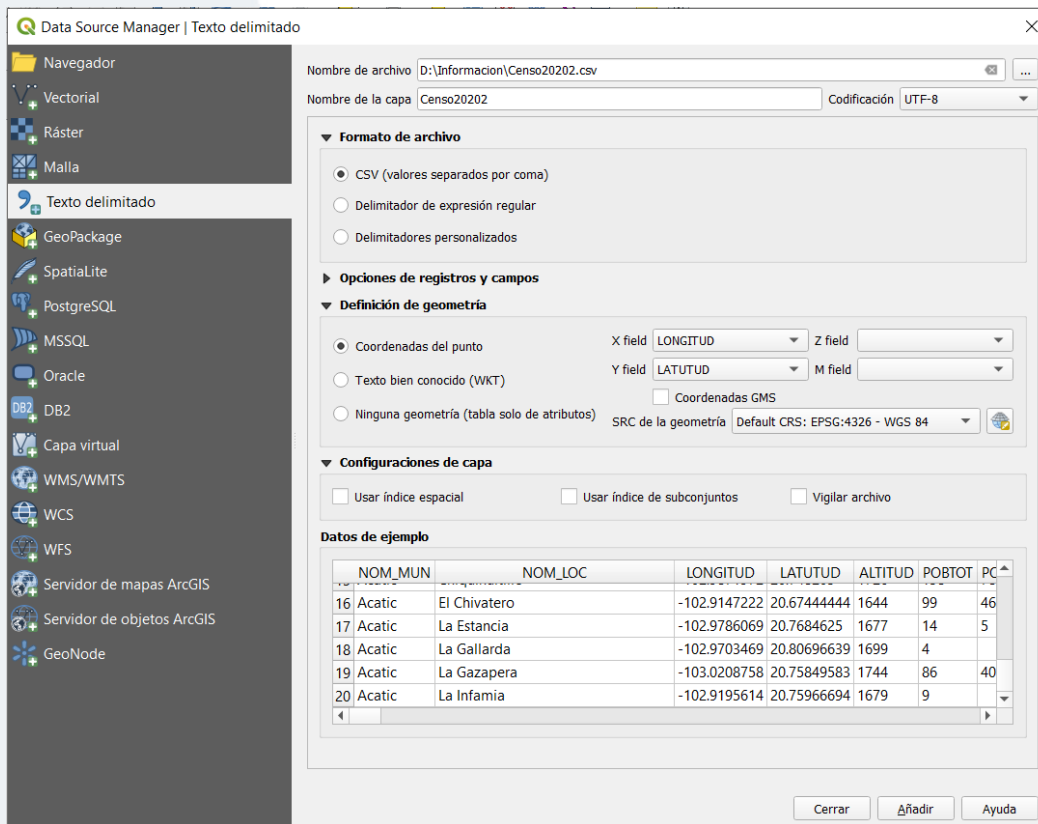 Data Source Manager | Texto delimitado
Navegador
Vectorial
Ráster
Malla
Texto delimitado
GeoPackage
SpatiaLite
PostgreSQL
MSSQL
Oracle
DB2
DB2
Capa virtual
WMS/WMTS
WCS
WFS
Servidor de mapas ArcGIS
Servidor de objetos ArcGIS
GeoNode
Nombre de archivo D:\Informacion\Censo20202.csv ...
Nombre de la capa Censo20202 Codificación UTF-8
Formato de archivo
CSV (valores separados por coma)
Delimitador de expresión regular
Delimitadores personalizados
Opciones de registros y campos
Definición de geometría
Coordenadas del punto
Texto bien conocido (WKT)
Ninguna geometría (tabla solo de atributos)
X field LONGITUD Z field
Y field LATUTUD M field
Coordenadas GMS
SRC de la geometría Default CRS: EPSG:4326 - WGS 84
Configuraciones de capa
Usar índice espacial Usar índice de subconjuntos Vigilar archivo
Datos de ejemplo
NOM_MUN NOM_LOC LONGITUD LATUTUD ALTITUD POBTOT PC
16 Acatic El Chivatero -102.9147222 20.67444444 1644 99 46
17 Acatic La Estancia -102.9786069 20.7684625 1677 14 5
18 Acatic La Gallarda -102.9703469 20.80696639 1699 4
19 Acatic La Gazapera -103.0208758 20.75849583 1744 86 40
20 Acatic La Infamia -102.9195614 20.75966694 1679 9
Cerrar Añadir Ayuda